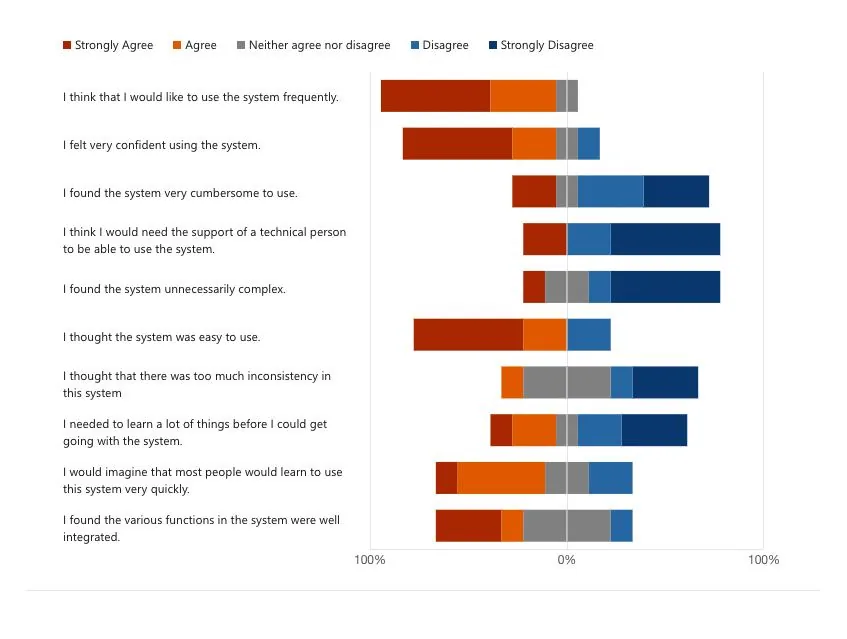 Strongly Agree Agree Neither agree nor disagree Disagree Strongly Disagree
I think that I would like to use the system frequently.
I felt very confident using the system.
I found the system very cumbersome to use.
I think I would need the support of a technical person
to be able to use the system.
I found the system unnecessarily complex.
I thought the system was easy to use.
I thought that there was too much inconsistency in
this system
I needed to learn a lot of things before I could get
going with the system.
I would imagine that most people would learn to use
this system very quickly.
I found the various functions in the system were well
integrated.
100% 0% 100%